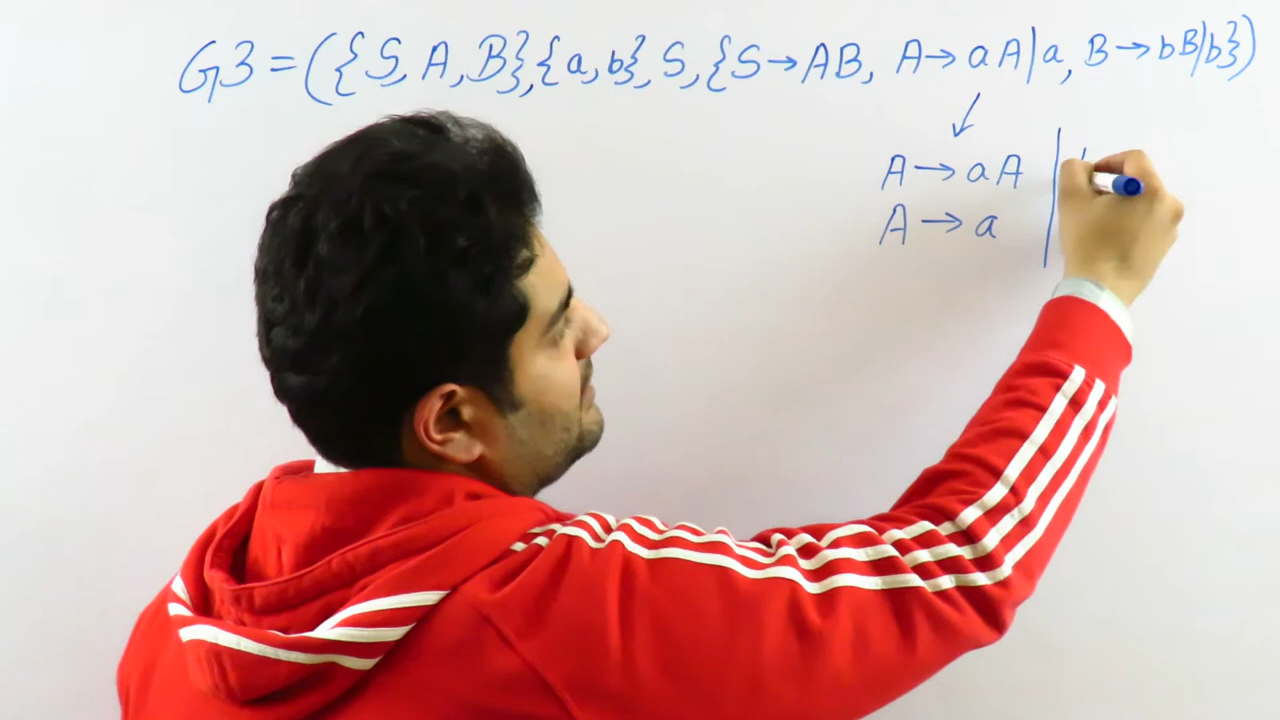 G3 = ({S, A, B}, {a, b}, S, {S → AB, A → aA|a, B → bB|b})
A → aA
A → a